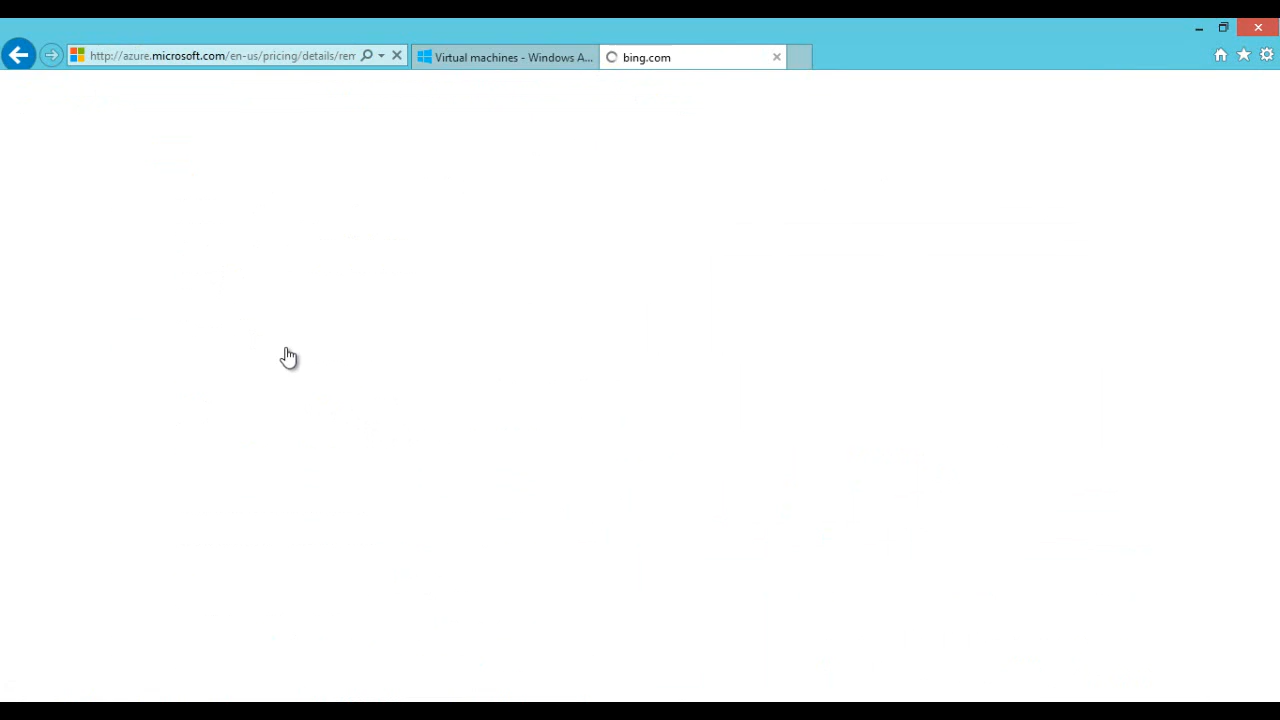 http://azure.microsoft.com/en-us/pricing/details/rem
Virtual machines - Windows A...
bing.com